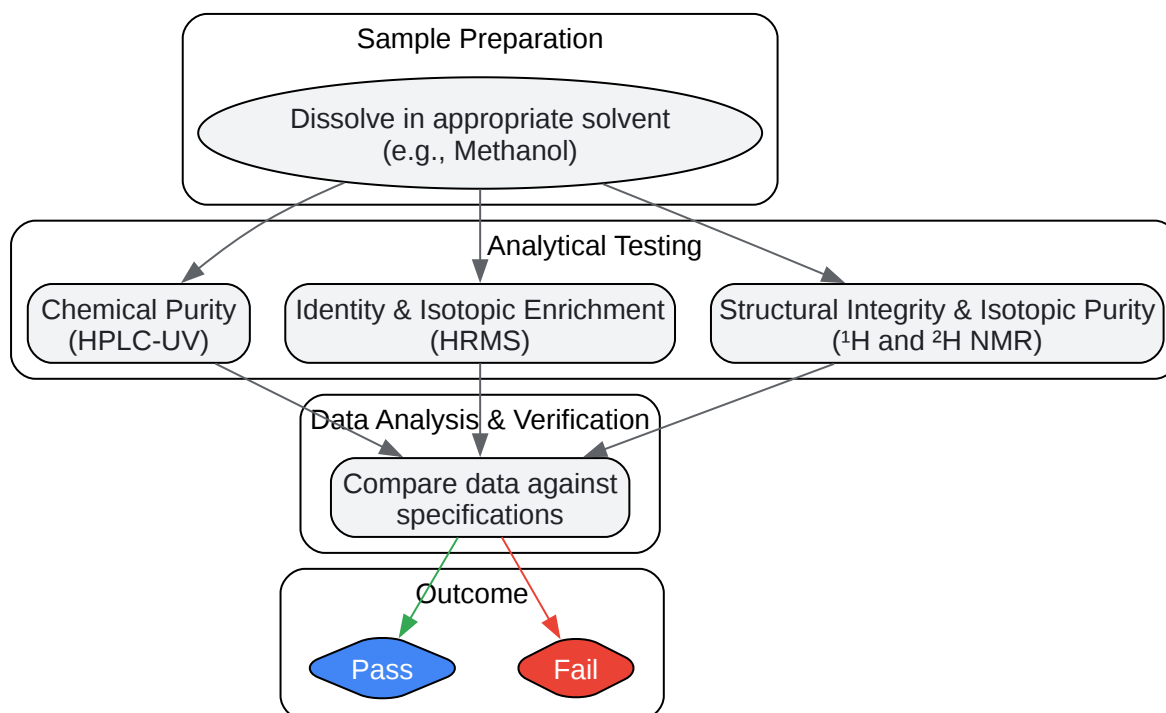 Sample Preparation
Dissolve in appropriate solvent
(e.g., Methanol)
Analytical Testing
Chemical Purity
(HPLC-UV)
Identity & Isotopic Enrichment
(HRMS)
Structural Integrity & Isotopic Purity
(¹H and ²H NMR)
Data Analysis & Verification
Compare data against
specifications
Outcome
Pass
Fail